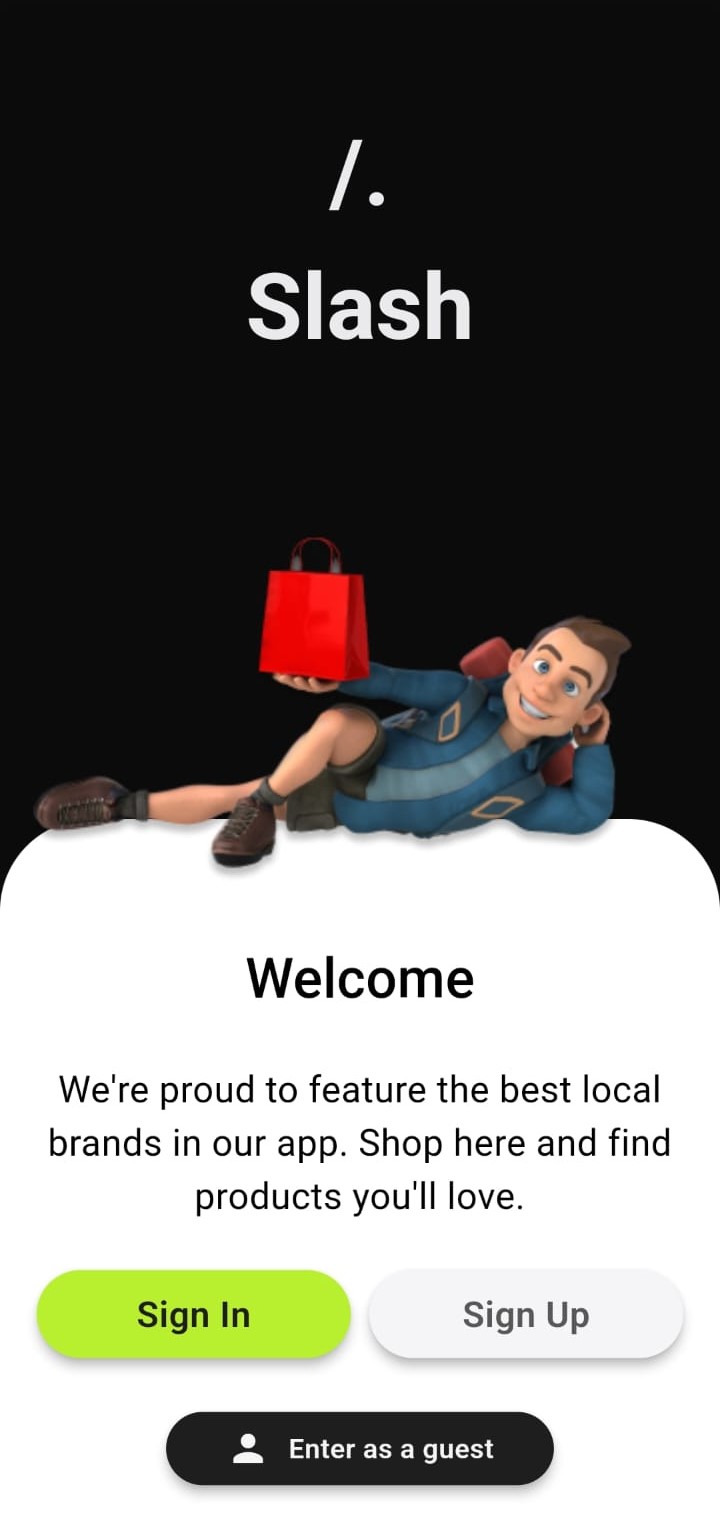 /.
Slash
Welcome
We're proud to feature the best local
brands in our app. Shop here and find
products you'll love.
Sign In
Sign Up
Enter as a guest